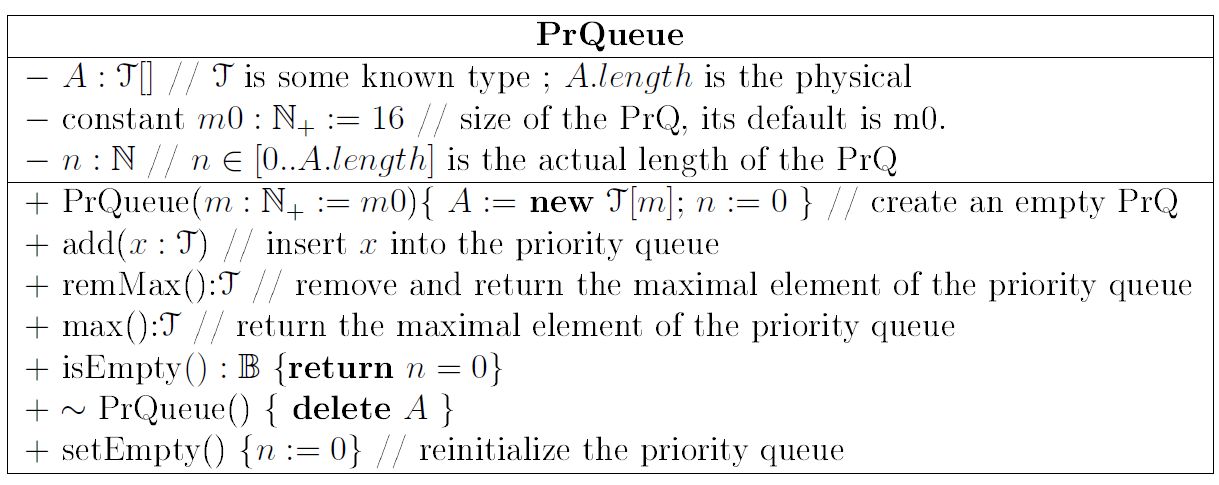 PrQueue
− A : 𝒯[] // 𝒯 is some known type ; A.length is the physical
− constant m0 : ℕ₊ := 16 // size of the PrQ, its default is m0.
− n : ℕ // n ∈ [0..A.length] is the actual length of the PrQ
+ PrQueue(m : ℕ₊ := m0){ A := new 𝒯[m]; n := 0 } // create an empty PrQ
+ add(x : 𝒯) // insert x into the priority queue
+ remMax():𝒯 // remove and return the maximal element of the priority queue
+ max():𝒯 // return the maximal element of the priority queue
+ isEmpty() : 𝔹 {return n = 0}
+ ∼ PrQueue() { delete A }
+ setEmpty() {n := 0} // reinitialize the priority queue